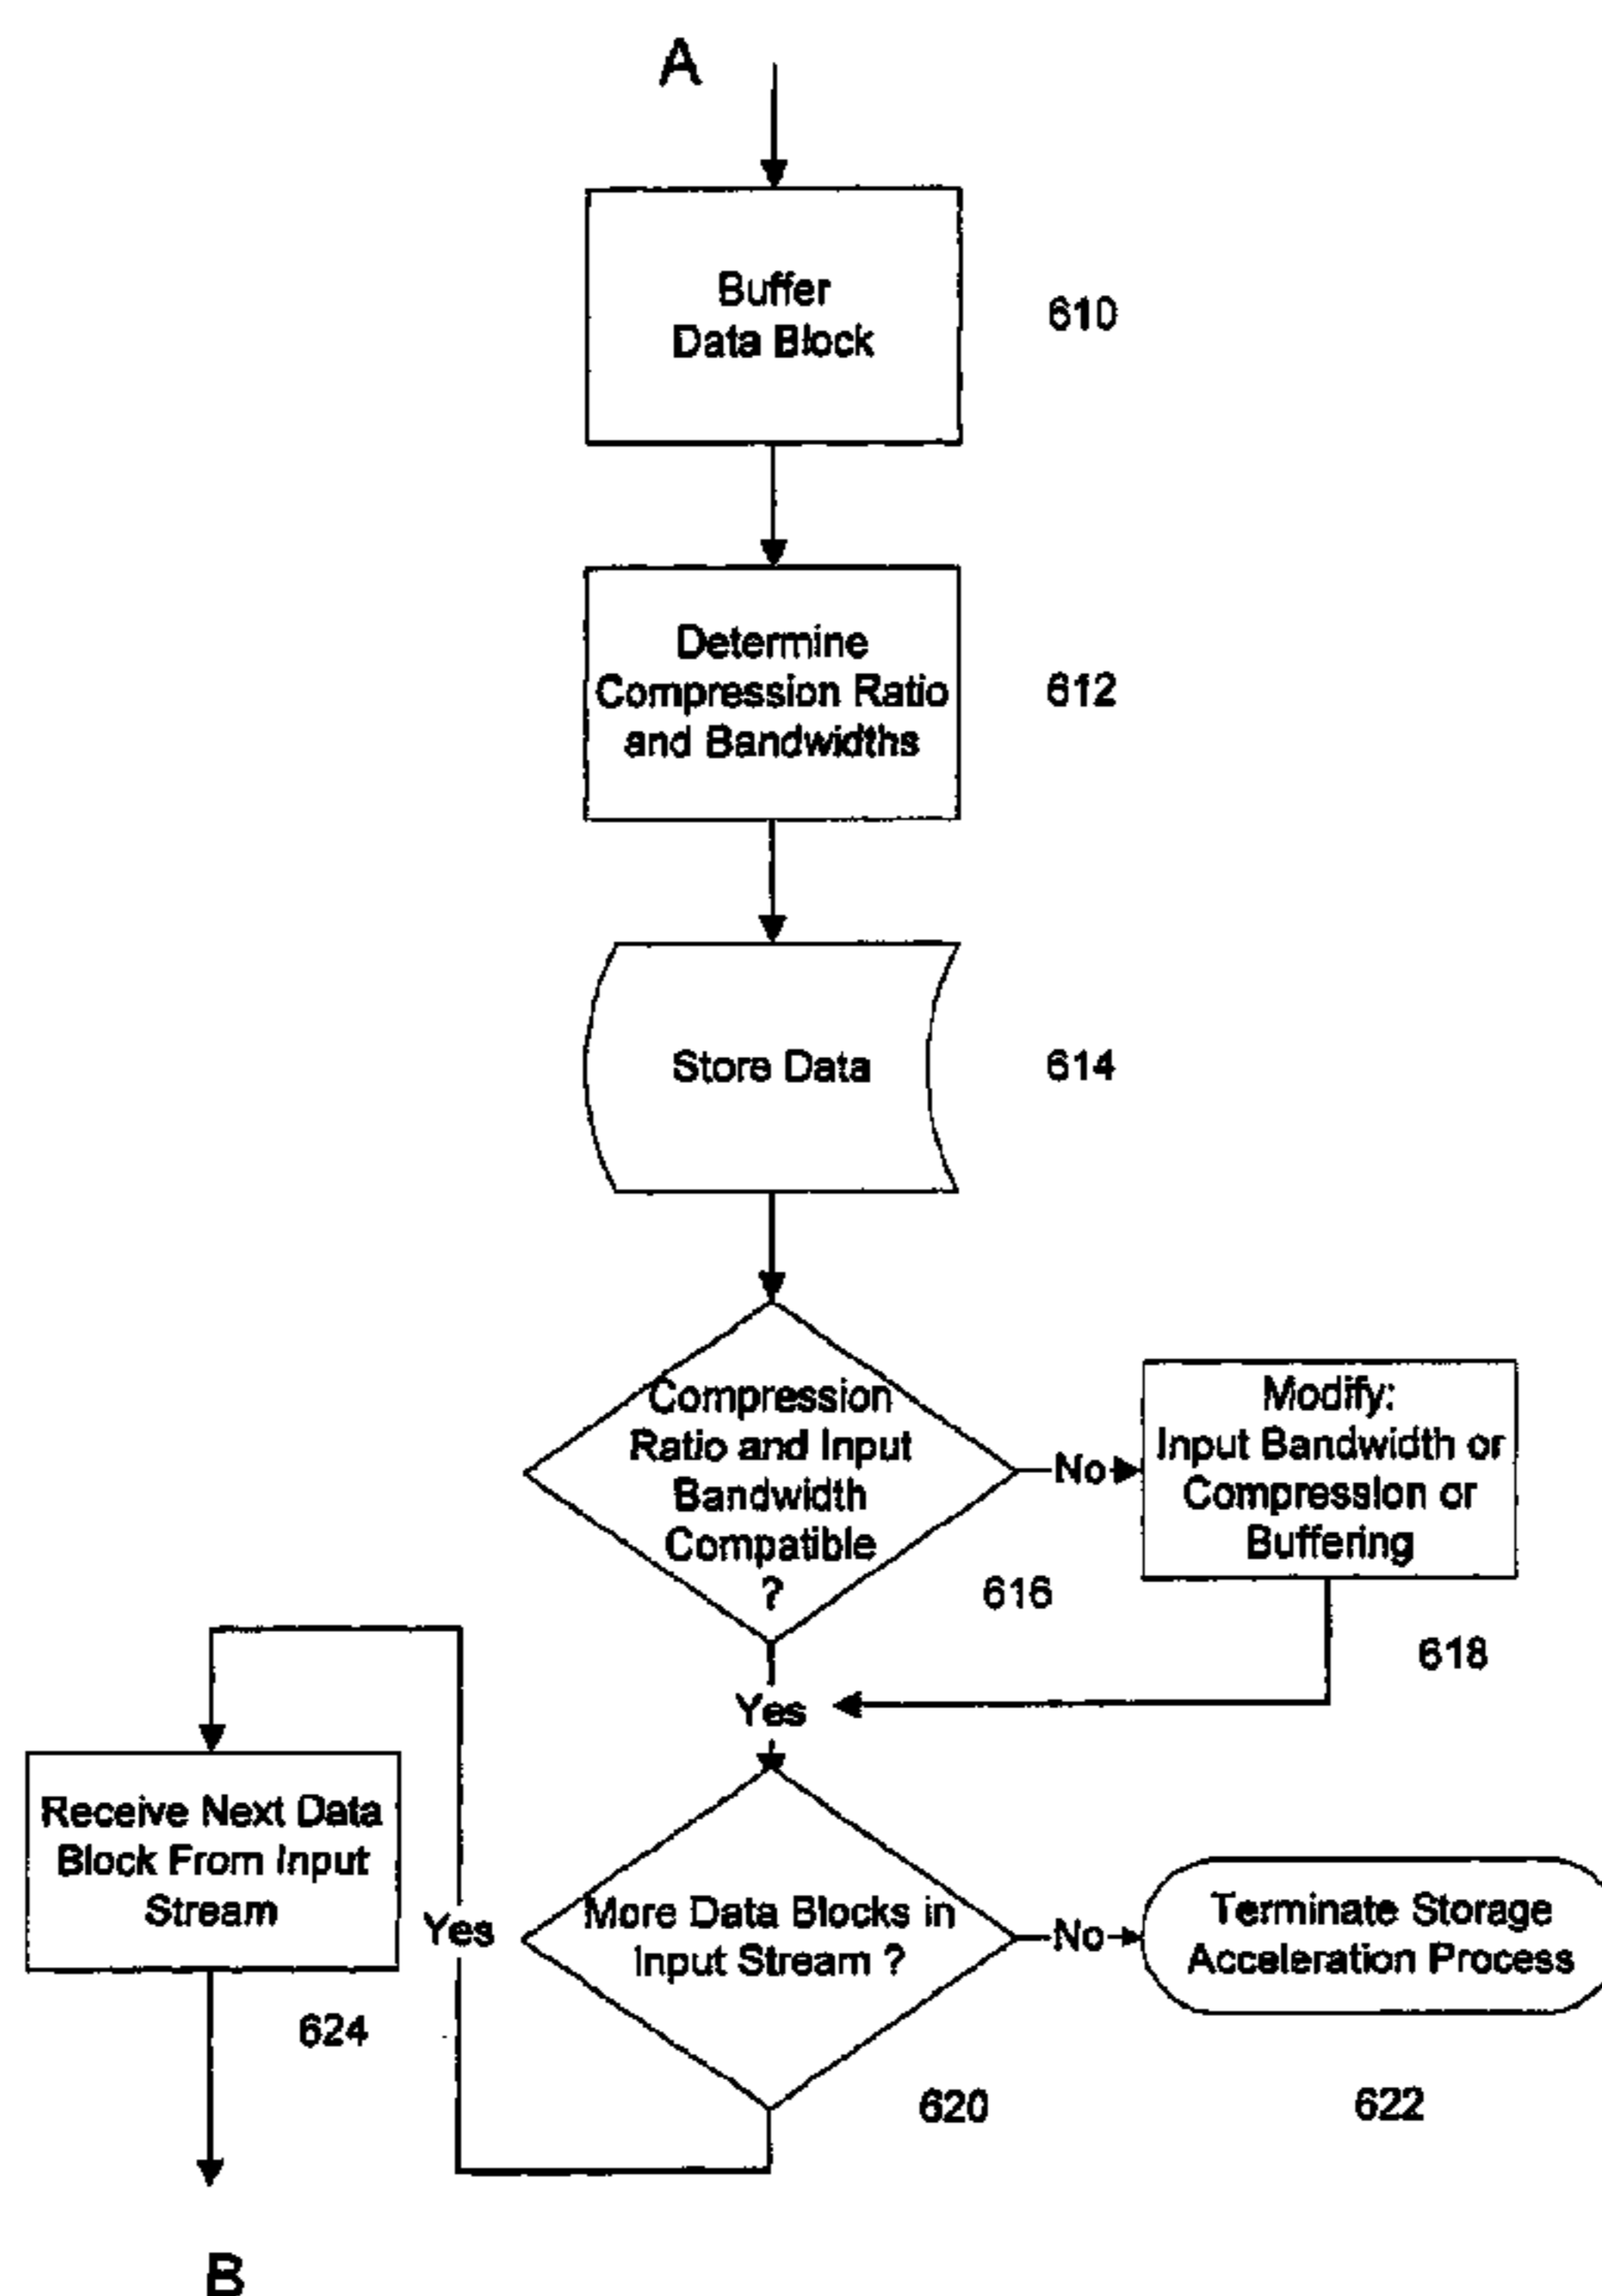 A
Buffer
Data Block
610
Determine
Compression Ratio
and Bandwidths
612
Store Data
614
Compression
Ratio and Input
Bandwidth
Compatible
?
616
No
Modify:
Input Bandwidth or
Compression or
Buffering
618
Yes
Receive Next Data
Block From Input
Stream
624
Yes
More Data Blocks in
Input Stream ?
620
No
Terminate Storage
Acceleration Process
622
B